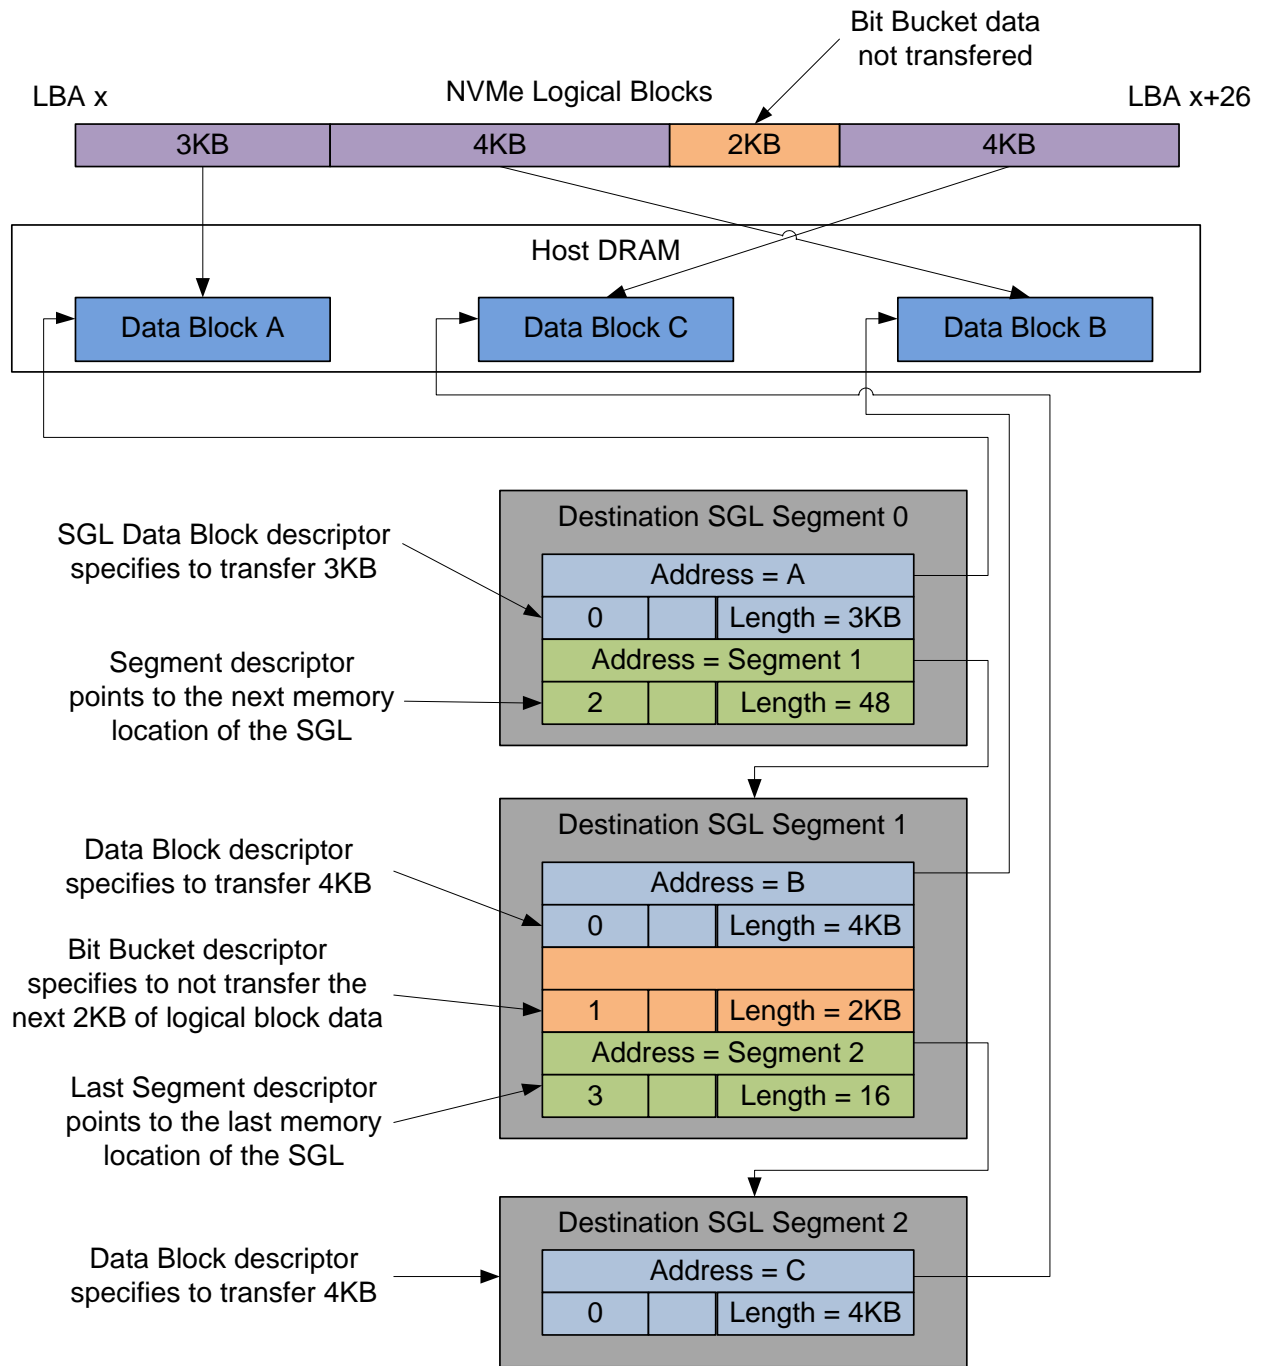 Bit Bucket data
not transfered
LBA x
NVMe Logical Blocks
LBA x+26
3KB
4KB
2KB
4KB
Host DRAM
Data Block A
Data Block C
Data Block B
Destination SGL Segment 0
SGL Data Block descriptor
specifies to transfer 3KB
Address = A
0
Length = 3KB
Segment descriptor
points to the next memory
location of the SGL
Address = Segment 1
2
Length = 48
Destination SGL Segment 1
Data Block descriptor
specifies to transfer 4KB
Address = B
0
Length = 4KB
Bit Bucket descriptor
specifies to not transfer the
next 2KB of logical block data
1
Length = 2KB
Last Segment descriptor
points to the last memory
location of the SGL
Address = Segment 2
3
Length = 16
Destination SGL Segment 2
Data Block descriptor
specifies to transfer 4KB
Address = C
0
Length = 4KB